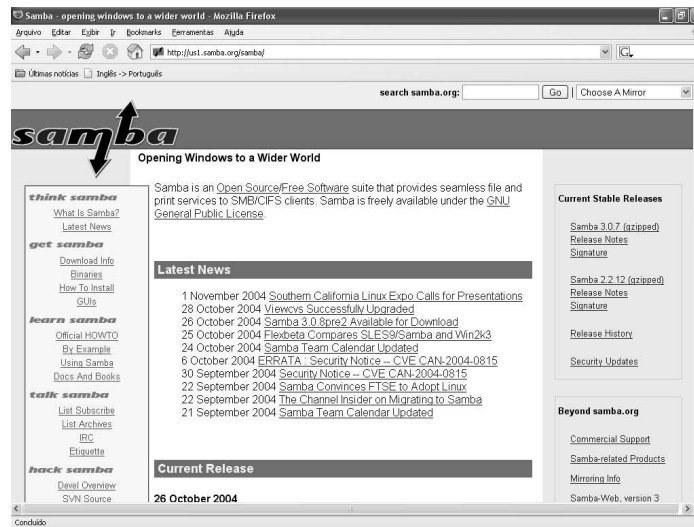 Samba - opening windows to a wider world - Mozilla Firefox
Arquivo Editar Exibir Ir Bookmarks Ferramentas Ajuda
http://us1.samba.org/samba/
G.
Últimas notícias Inglês -> Português
search samba.org: Go | Choose A Mirror
samba
Opening Windows to a Wider World
Samba is an Open Source/Free Software suite that provides seamless file and
print services to SMB/CIFS clients. Samba is freely available under the GNU
General Public License.
think samba
What Is Samba?
Latest News
get samba
Download Info
Binaries
How To Install
GUIs
learn samba
Official HOWTO
By Example
Using Samba
Docs And Books
talk samba
List Subscribe
List Archives
IRC
Etiquette
hack samba
Devel Overview
SVN Source
Latest News
1 November 2004 Southern California Linux Expo Calls for Presentations
28 October 2004 Viewcvs Successfully Upgraded
26 October 2004 Samba 3.0.8pre2 Available for Download
25 October 2004 Flexbeta Compares SLES9/Samba and Win2k3
24 October 2004 Samba Team Calendar Updated
6 October 2004 ERRATA : Security Notice -- CVE CAN-2004-0815
30 September 2004 Security Notice -- CVE CAN-2004-0815
22 September 2004 Samba Convinces FTSE to Adopt Linux
22 September 2004 The Channel Insider on Migrating to Samba
21 September 2004 Samba Team Calendar Updated
Current Release
26 October 2004
Current Stable Releases
Samba 3.0.7 (gzipped)
Release Notes
Signature
Samba 2.2.12 (gzipped)
Release Notes
Signature
Release History
Security Updates
Beyond samba.org
Commercial Support
Samba-related Products
Mirroring Info
Samba-Web, version 3
Concluído